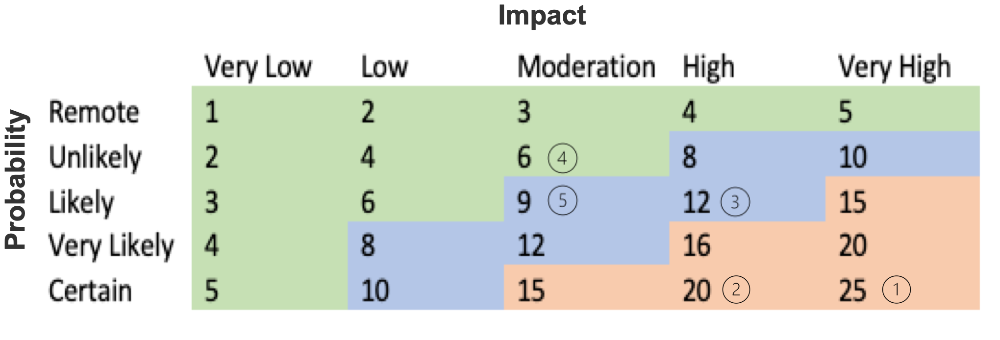 Impact
Very Low Low Moderation High Very High
Probability
Remote 1 2 3 4 5
Unlikely 2 4 6 4 8 10
Likely 3 6 9 5 12 3 15
Very Likely 4 8 12 16 20
Certain 5 10 15 20 2 25 1